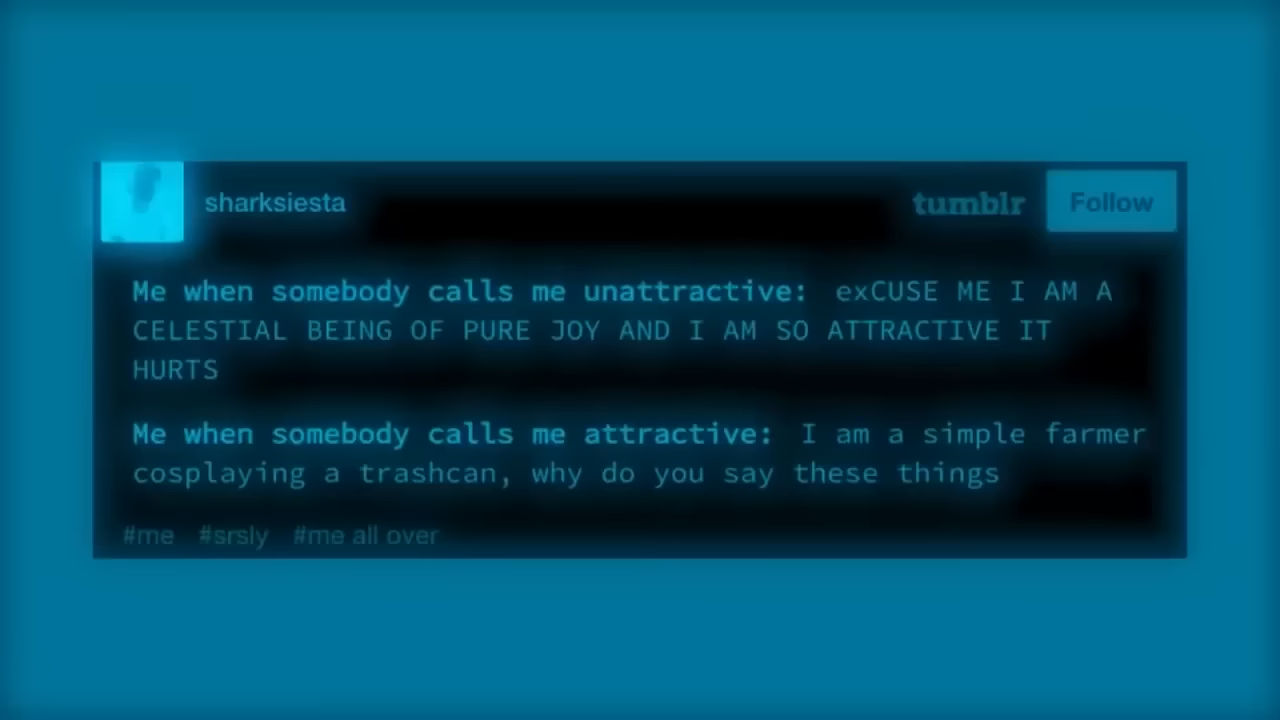 sharksiesta
tumblr
Follow
Me when somebody calls me unattractive: exCUSE ME I AM A
CELESTIAL BEING OF PURE JOY AND I AM SO ATTRACTIVE IT
HURTS
Me when somebody calls me attractive: I am a simple farmer
cosplaying a trashcan, why do you say these things
#me #srsly #me all over